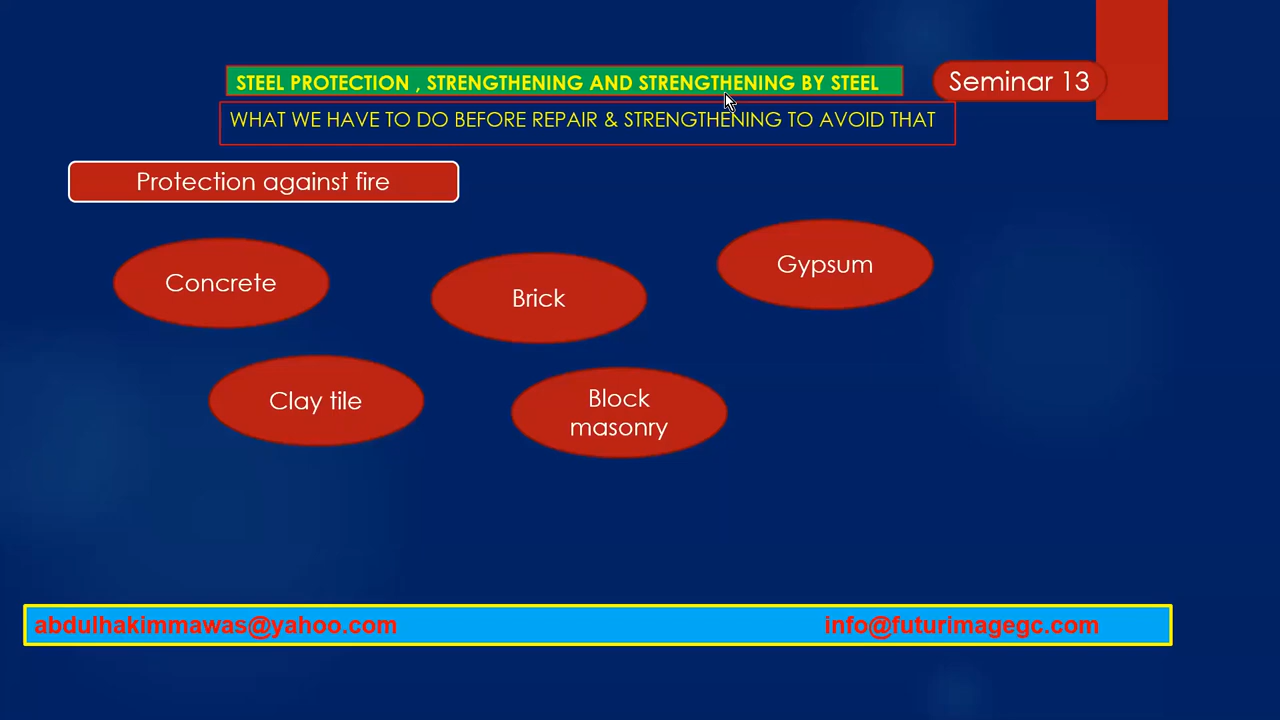 STEEL PROTECTION , STRENGTHENING AND STRENGTHENING BY STEEL
Seminar 13
WHAT WE HAVE TO DO BEFORE REPAIR & STRENGTHENING TO AVOID THAT
Protection against fire
Concrete
Brick
Gypsum
Clay tile
Block
masonry
abdulhakimmawas@yahoo.com
info@futurimagegc.com